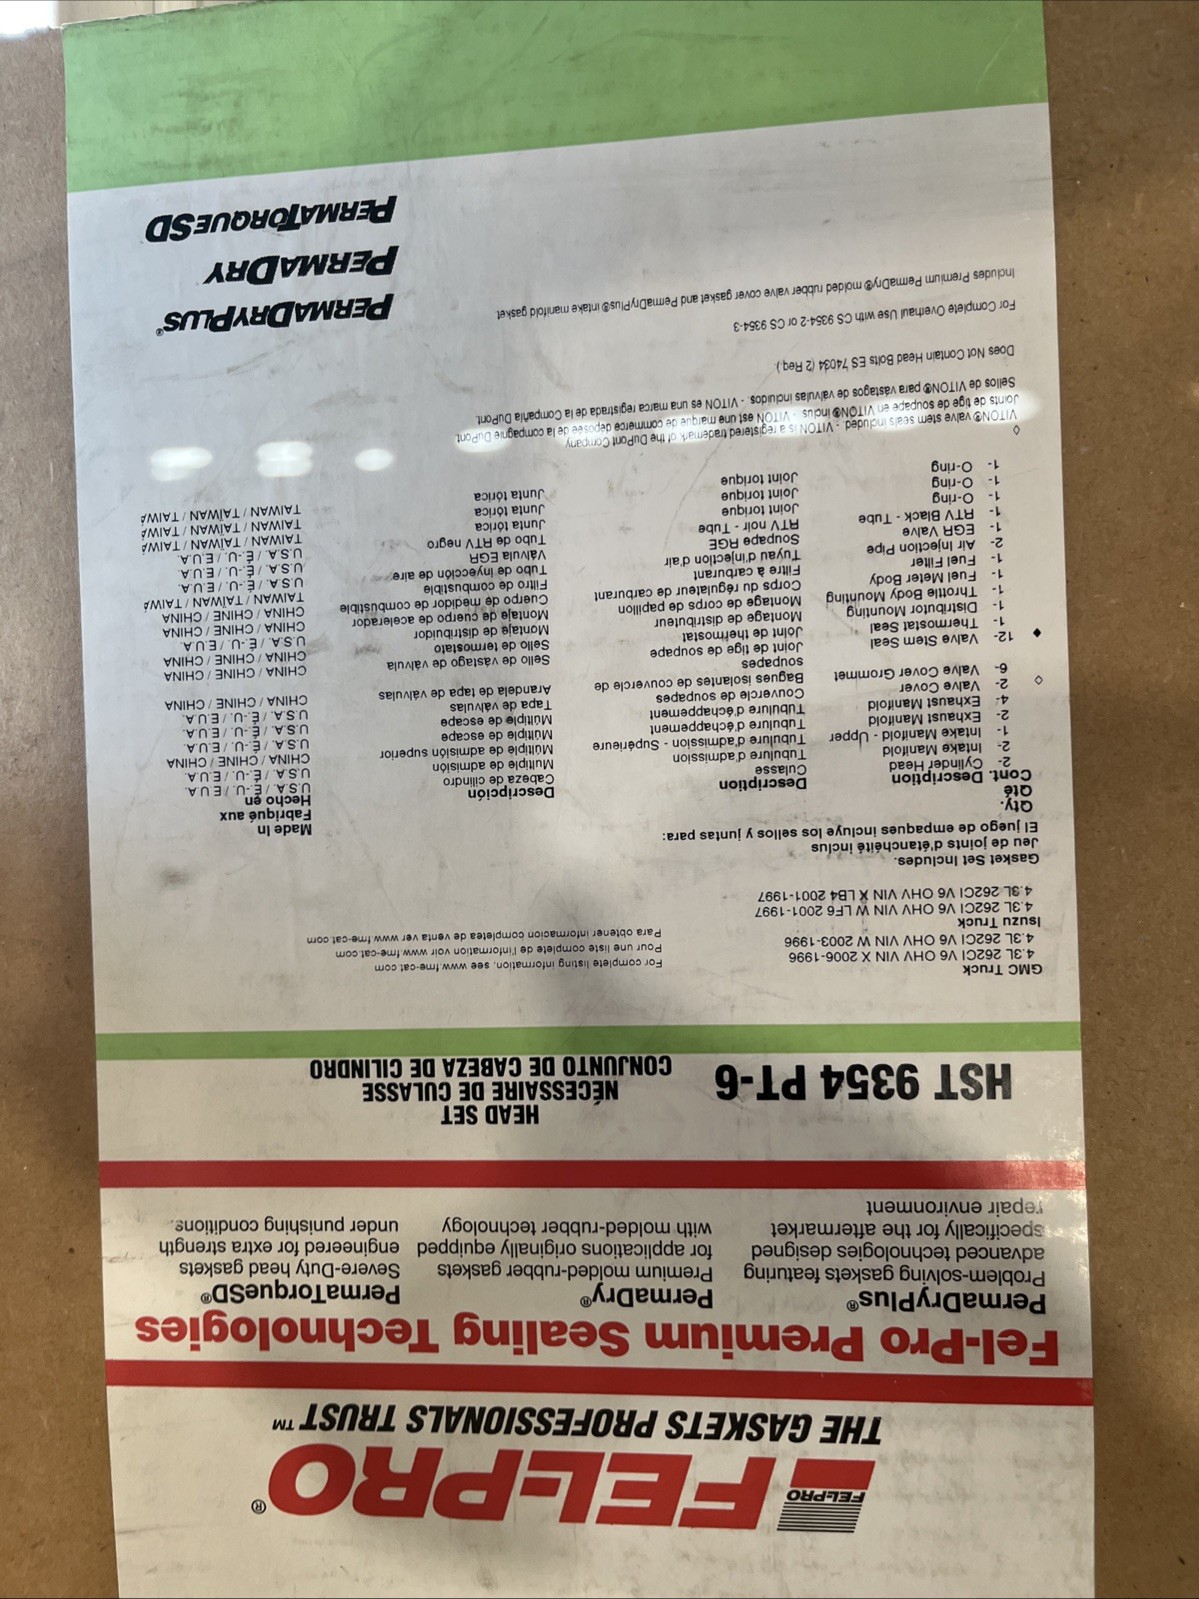 FEL-PRO
FEL-PRO®
THE GASKETS PROFESSIONALS TRUST™
Fel-Pro Premium Sealing Technologies
PermaDryPlus®
Problem-solving gaskets featuring
advanced technologies designed
specifically for the aftermarket
repair environment
PermaDry®
Premium molded-rubber gaskets
for applications originally equipped
with molded-rubber technology
PermaTorqueSD®
Severe-Duty head gaskets
engineered for extra strength
under punishing conditions.
HST 9354 PT-6
HEAD SET
NÉCESSAIRE DE CULASSE
CONJUNTO DE CABEZA DE CILINDRO
GMC Truck
4.3L 262CI V6 OHV VIN X 2006-1996
4.3L 262CI V6 OHV VIN W 2003-1996
Isuzu Truck
4.3L 262CI V6 OHV VIN W LF6 2001-1997
4.3L 262CI V6 OHV VIN X LB4 2001-1997
For complete listing information, see www.fme-cat.com
Pour une liste complete de l'information voir www.fme-cat.com
Para obtener informacion completea de venta ver www.fme-cat.com
Gasket Set Includes.
Jeu de joints d'étanchéité inclus
El juego de empaques incluye los sellos y juntas para:
Qty.
Qté
Cont. Description Description Descripción
Made In
Fabriqué aux
Hecho en
2- Cylinder Head Culasse Cabeza de cilindro U.S.A. / É.-U. / E.U.A.
2- Intake Manifold Tubulure d'admission Multiple de admisión U.S.A. / É.-U. / E.U.A.
1- Intake Manifold - Upper Tubulure d'admission - Supérieure Múltiple de admisión superior CHINA / CHINE / CHINA
2- Exhaust Manifold Tubulure d'échappement Múltiple de escape U.S.A. / É.-U. / E.U.A.
4- Exhaust Manifold Tubulure d'échappement Múltiple de escape U.S.A. / É.-U. / E.U.A.
◊ 2- Valve Cover Couvercle de soupapes Tapa de válvulas U.S.A. / É.-U. / E.U.A.
6- Valve Cover Grommet Bagues isolantes de couvercle de Arandela de tapa de válvulas CHINA / CHINE / CHINA
soupapes
♦ 12- Valve Stem Seal Joint de tige de soupape Sello de vástago de válvula CHINA / CHINE / CHINA
1- Thermostat Seal Joint de thermostat Sello de termostato CHINA / CHINE / CHINA
1- Distributor Mounting Montage de distributeur Montaje de distribuidor U.S.A. / É.-U. / E.U.A.
1- Throttle Body Mounting Montage de corps de papillon Montaje de cuerpo de acelerador CHINA / CHINE / CHINA
1- Fuel Meter Body Corps du régulateur de carburant Cuerpo de medidor de combustible CHINA / CHINE / CHINA
1- Fuel Filter Filtre à carburant Filtro de combustible TAIWAN / TAÏWAN / TAIWÁ
2- Air Injection Pipe Tuyau d'injection d'air Tubo de inyección de aire U.S.A. / É.-U. / E.U.A.
1- EGR Valve Soupape RGE Válvula EGR U.S.A. / É.-U. / E.U.A.
1- RTV Black - Tube RTV noir - Tube Tubo de RTV negro U.S.A. / É.-U. / E.U.A.
1- O-ring Joint torique Junta tórica TAIWAN / TAÏWAN / TAIWÁ
1- O-ring Joint torique Junta tórica TAIWAN / TAÏWAN / TAIWÁ
1- O-ring Joint torique Junta tórica TAIWAN / TAÏWAN / TAIWÁ
◊ VITON® valve stem seals included. - VITON is a registered trademark of the DuPont Company
Joints de tige de soupape en VITON® inclus. - VITON est une marque de commerce déposée de la compagnie DuPont
Sellos de VITON® para vástagos de válvulas incluidos. - VITON es una marca registrada de la Compañía DuPont
Does Not Contain Head Bolts ES 74034 (2 Req.)
For Complete Overhaul Use with CS 9354-2 or CS 9354-3
Includes Premium PermaDry® molded rubber valve cover gasket and PermaDryPlus® intake manifold gasket
PERMADRYPLUS®
PERMADRY
PERMATORQUESD